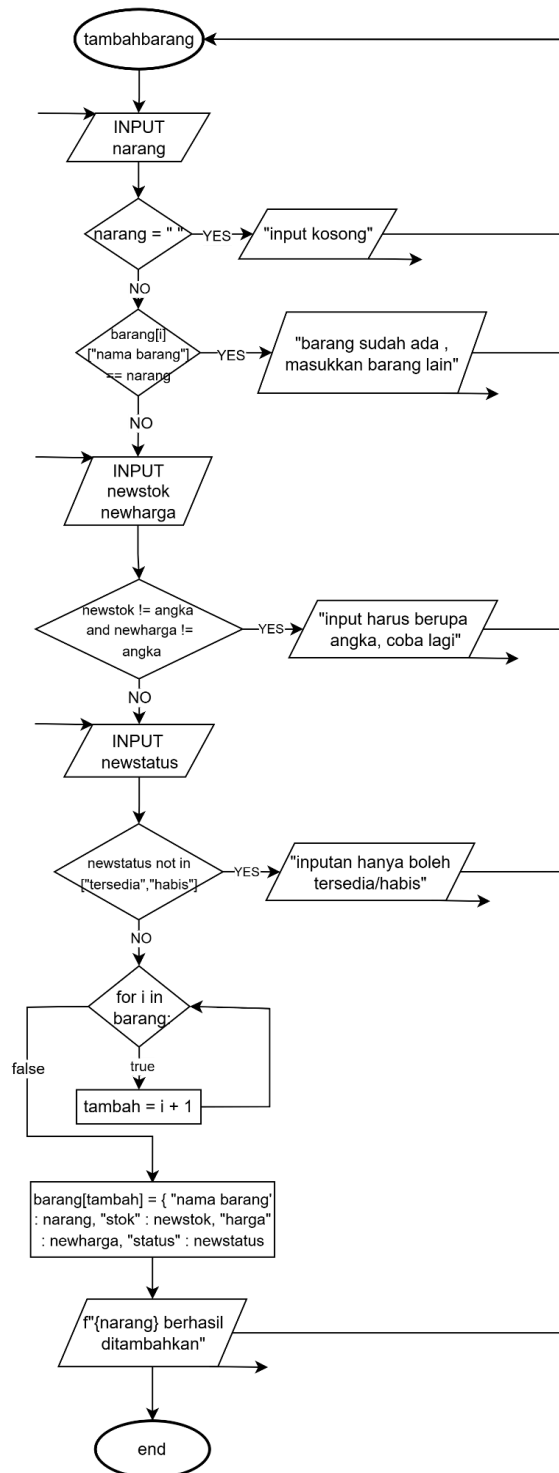 tambahbarang
INPUT
narang
narang = " "
YES
"input kosong"
NO
barang[i]
["nama barang"]
== narang
YES
"barang sudah ada ,
masukkan barang lain"
NO
INPUT
newstok
newharga
newstok != angka
and newharga !=
angka
YES
"input harus berupa
angka, coba lagi"
NO
INPUT
newstatus
newstatus not in
["tersedia","habis"]
YES
"inputan hanya boleh
tersedia/habis"
NO
for i in
barang:
false
true
tambah = i + 1
barang[tambah] = { "nama barang"
: narang, "stok" : newstok, "harga"
: newharga, "status" : newstatus
f"{narang} berhasil
ditambahkan"
end